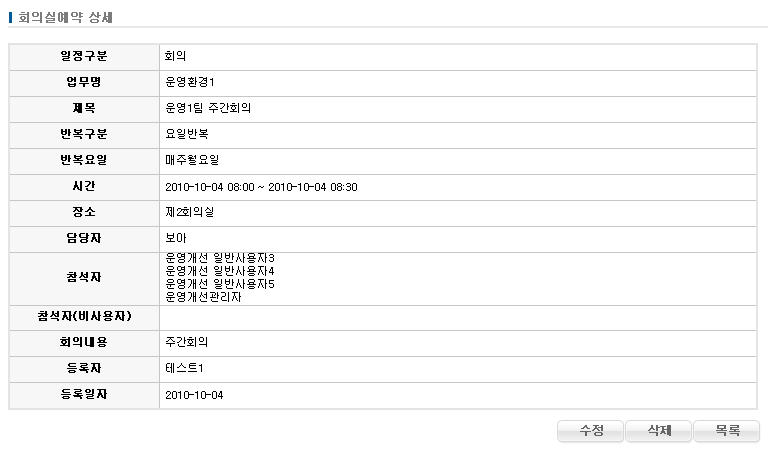 회의실예약 상세
일정구분 회의
업무명 운영환경1
제목 운영1팀 주간회의
반복구분 요일반복
반복요일 매주월요일
시간 2010-10-04 08:00 ~ 2010-10-04 08:30
장소 제2회의실
담당자 보아
참석자 운영개선 일반사용자3
운영개선 일반사용자4
운영개선 일반사용자5
운영개선관리자
참석자(비사용자)
회의내용 주간회의
등록자 테스트1
등록일자 2010-10-04
수정 삭제 목록